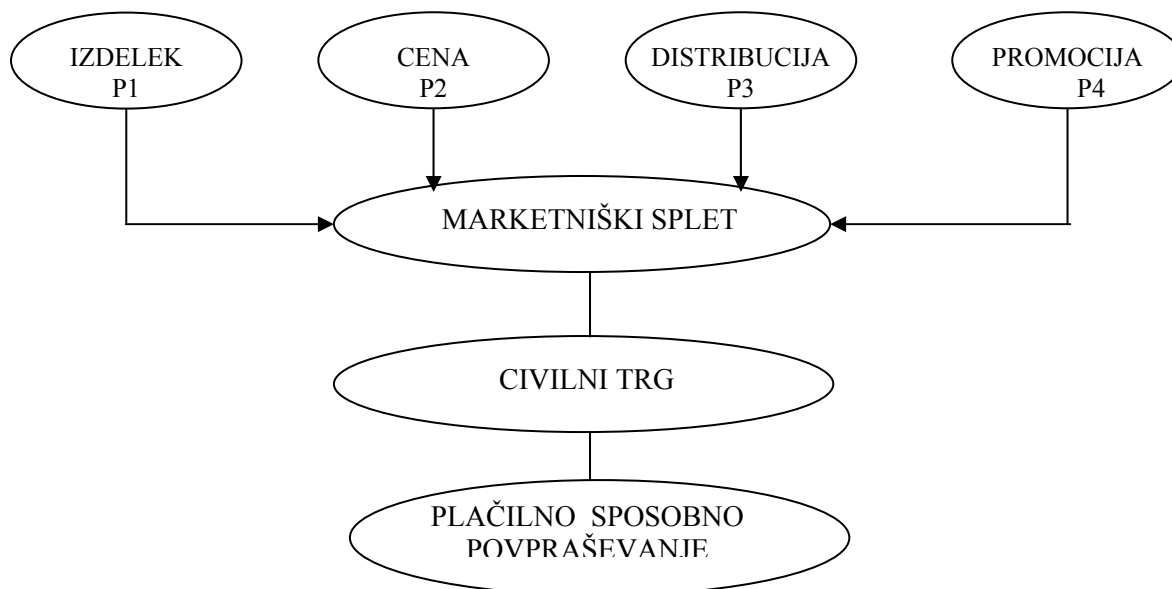 IZDELEK
P1
CENA
P2
DISTRIBUCIJA
P3
PROMOCIJA
P4
MARKETNIŠKI SPLET
CIVILNI TRG
PLAČILNO SPOSOBNO
POVPRAŠEVANJE